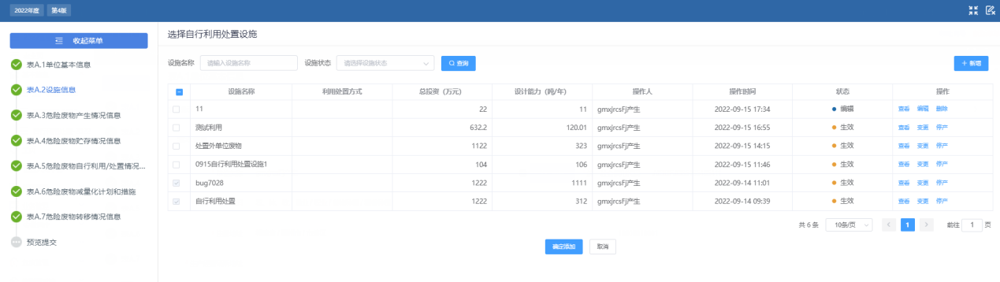 2022年度 第4版
收起菜单
表A.1单位基本信息
表A.2设施信息
表A.3危险废物产生情况信息
表A.4危险废物贮存情况信息
表A.5危险废物自行利用/处置情况...
表A.6危险废物减量化计划和措施
表A.7危险废物转移情况信息
预览提交
选择自行利用处置设施
设施名称 请输入设施名称 设施状态 请选择设施状态 查询 + 新增
设施名称 利用处置方式 总投资（万元） 设计能力（吨/年） 操作人 操作时间 状态 操作
11 22 11 gmxjrcsFj产生 2022-09-15 17:34 编辑 查看 编辑 删除
测试利用 632.2 120.01 gmxjrcsFj产生 2022-09-15 16:55 生效 查看 变更 停产
处置外单位废物 1122 323 gmxjrcsFj产生 2022-09-15 14:15 生效 查看 变更 停产
0915自行利用处置设施1 104 106 gmxjrcsFj产生 2022-09-15 11:46 生效 查看 变更 停产
bug7028 1222 1111 gmxjrcsFj产生 2022-09-14 11:01 生效 查看 变更 停产
自行利用处置 1222 312 gmxjrcsFj产生 2022-09-14 09:39 生效 查看 变更 停产
共 6 条 10条/页 < 1 > 前往 1 页
确定添加 取消